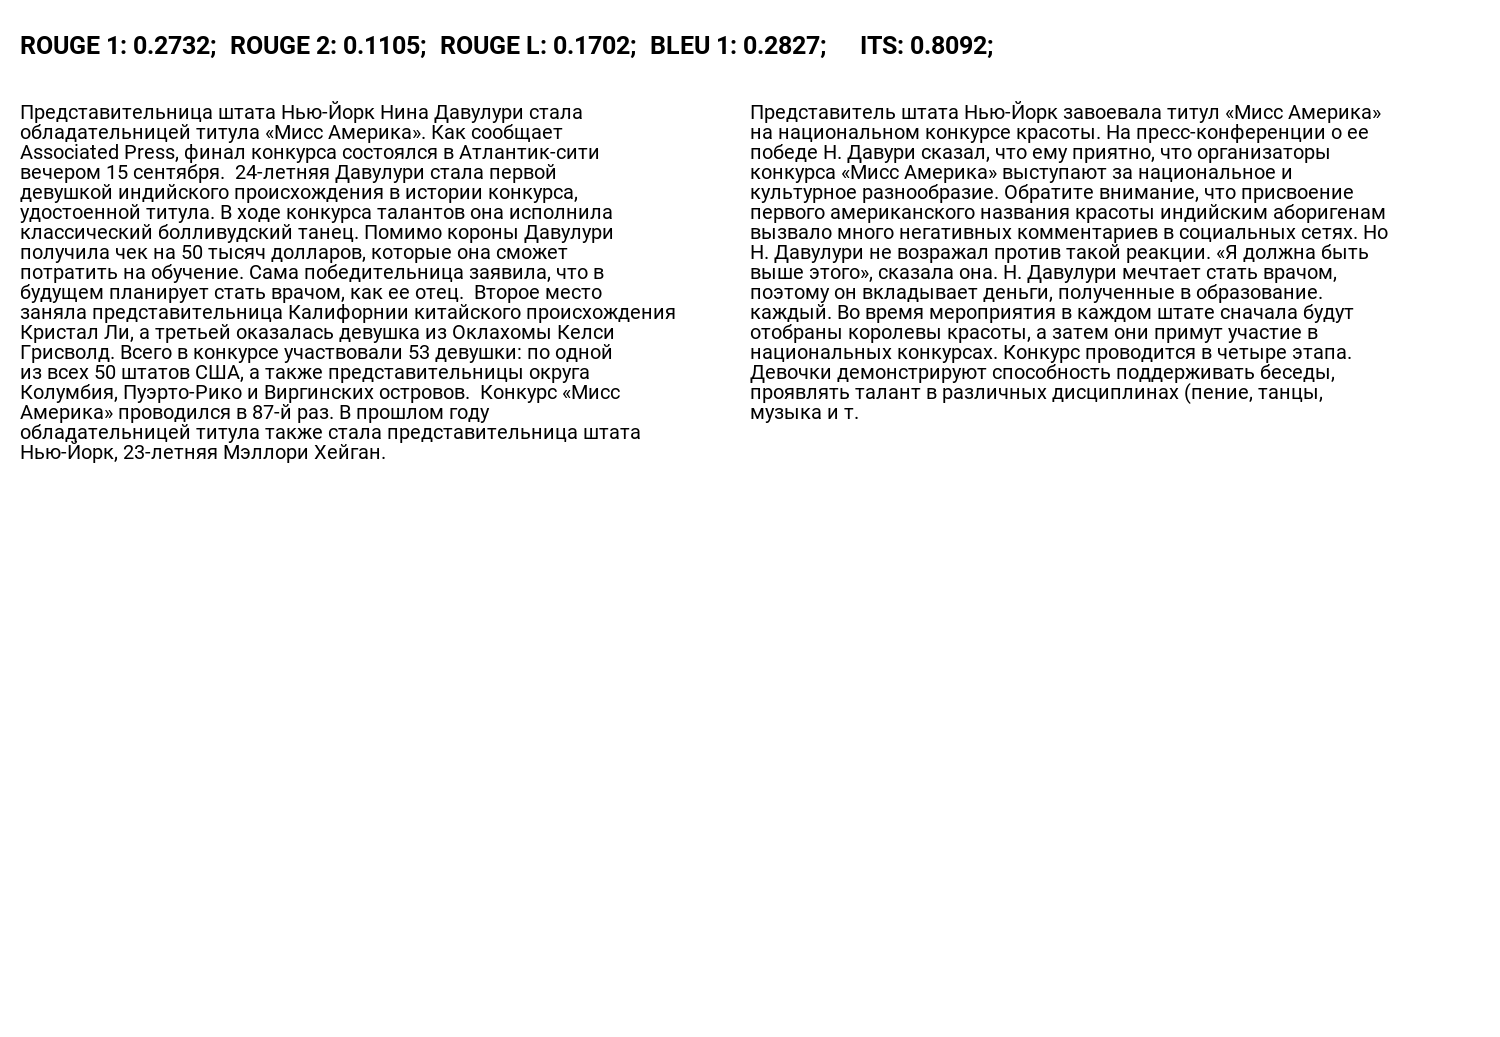 ROUGE 1: 0.2732;  ROUGE 2: 0.1105;  ROUGE L: 0.1702;  BLEU 1: 0.2827;  ITS: 0.8092;
Представительница штата Нью-Йорк Нина Давулури стала
обладательницей титула «Мисс Америка». Как сообщает
Associated Press, финал конкурса состоялся в Атлантик-сити
вечером 15 сентября.  24-летняя Давулури стала первой
девушкой индийского происхождения в истории конкурса,
удостоенной титула. В ходе конкурса талантов она исполнила
классический болливудский танец. Помимо короны Давулури
получила чек на 50 тысяч долларов, которые она сможет
потратить на обучение. Сама победительница заявила, что в
будущем планирует стать врачом, как ее отец.  Второе место
заняла представительница Калифорнии китайского происхождения
Кристал Ли, а третьей оказалась девушка из Оклахомы Келси
Грисволд. Всего в конкурсе участвовали 53 девушки: по одной
из всех 50 штатов США, а также представительницы округа
Колумбия, Пуэрто-Рико и Виргинских островов.  Конкурс «Мисс
Америка» проводился в 87-й раз. В прошлом году
обладательницей титула также стала представительница штата
Нью-Йорк, 23-летняя Мэллори Хейган.
Представитель штата Нью-Йорк завоевала титул «Мисс Америка»
на национальном конкурсе красоты. На пресс-конференции о ее
победе Н. Давури сказал, что ему приятно, что организаторы
конкурса «Мисс Америка» выступают за национальное и
культурное разнообразие. Обратите внимание, что присвоение
первого американского названия красоты индийским аборигенам
вызвало много негативных комментариев в социальных сетях. Но
Н. Давулури не возражал против такой реакции. «Я должна быть
выше этого», сказала она. Н. Давулури мечтает стать врачом,
поэтому он вкладывает деньги, полученные в образование.
каждый. Во время мероприятия в каждом штате сначала будут
отобраны королевы красоты, а затем они примут участие в
национальных конкурсах. Конкурс проводится в четыре этапа.
Девочки демонстрируют способность поддерживать беседы,
проявлять талант в различных дисциплинах (пение, танцы,
музыка и т.